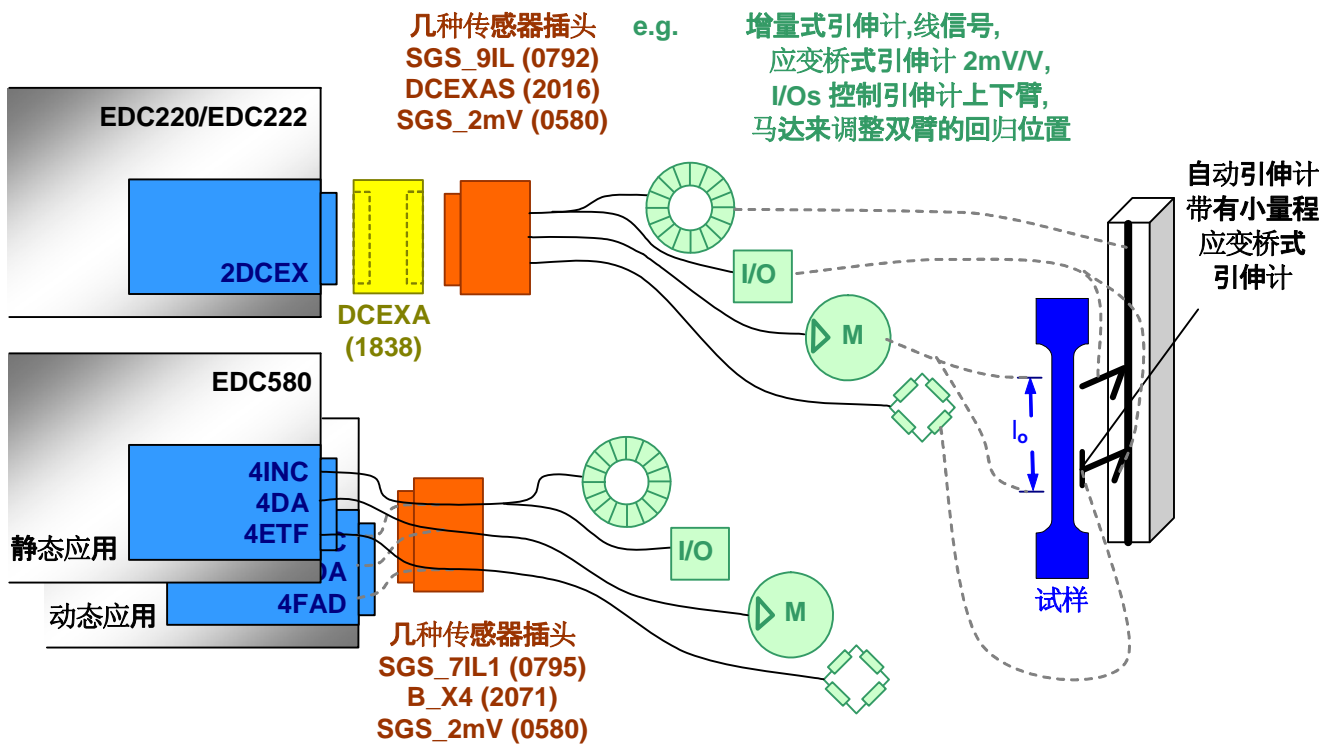 几种传感器插头
SGS_9IL (0792)
DCEXAS (2016)
SGS_2mV (0580)
e.g.
增量式引伸计,线信号,
应变桥式引伸计 2mV/V,
I/Os 控制引伸计上下臂,
马达来调整双臂的回归位置
EDC220/EDC222
2DCEX
DCEXA
(1838)
I/O
M
自动引伸计
带有小量程
应变桥式
引伸计
lo
试样
EDC580
4INC
4DA
4ETF
静态应用
C
DA
4FAD
动态应用
I/O
M
几种传感器插头
SGS_7IL1 (0795)
B_X4 (2071)
SGS_2mV (0580)